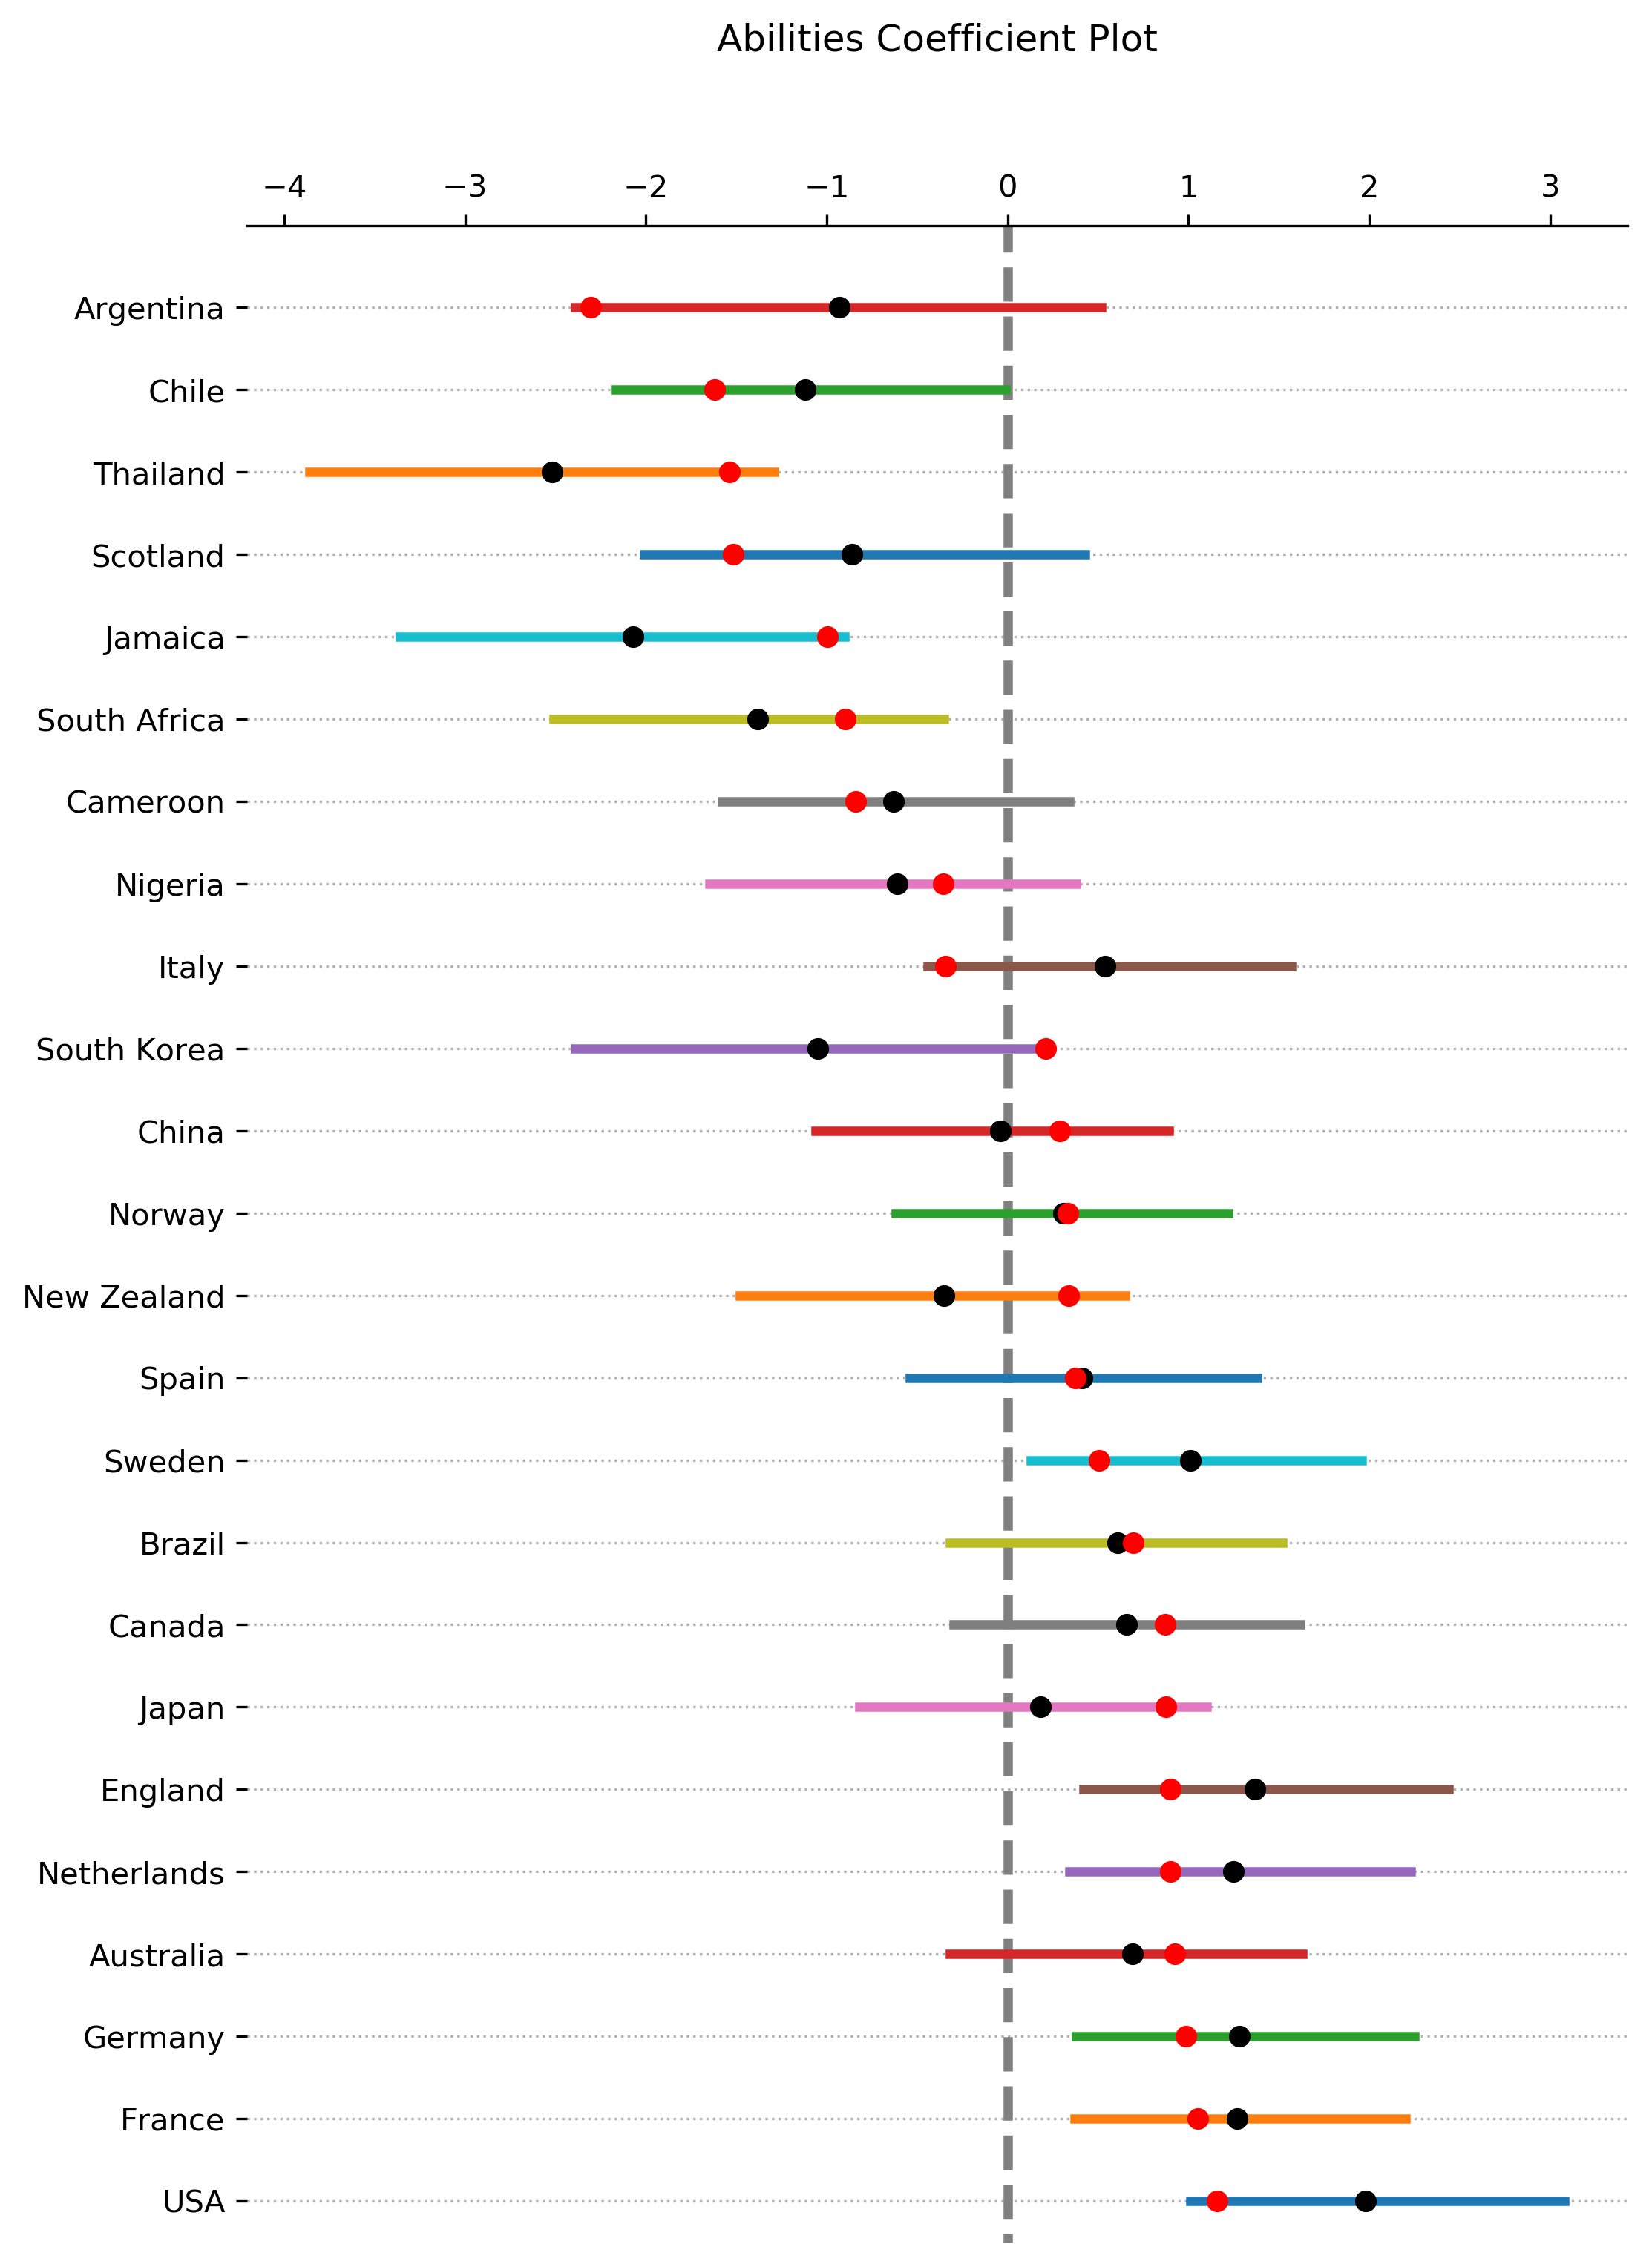 Abilities Coefficient Plot
−4 −3 −2 −1 0 1 2 3
Argentina
Chile
Thailand
Scotland
Jamaica
South Africa
Cameroon
Nigeria
Italy
South Korea
China
Norway
New Zealand
Spain
Sweden
Brazil
Canada
Japan
England
Netherlands
Australia
Germany
France
USA